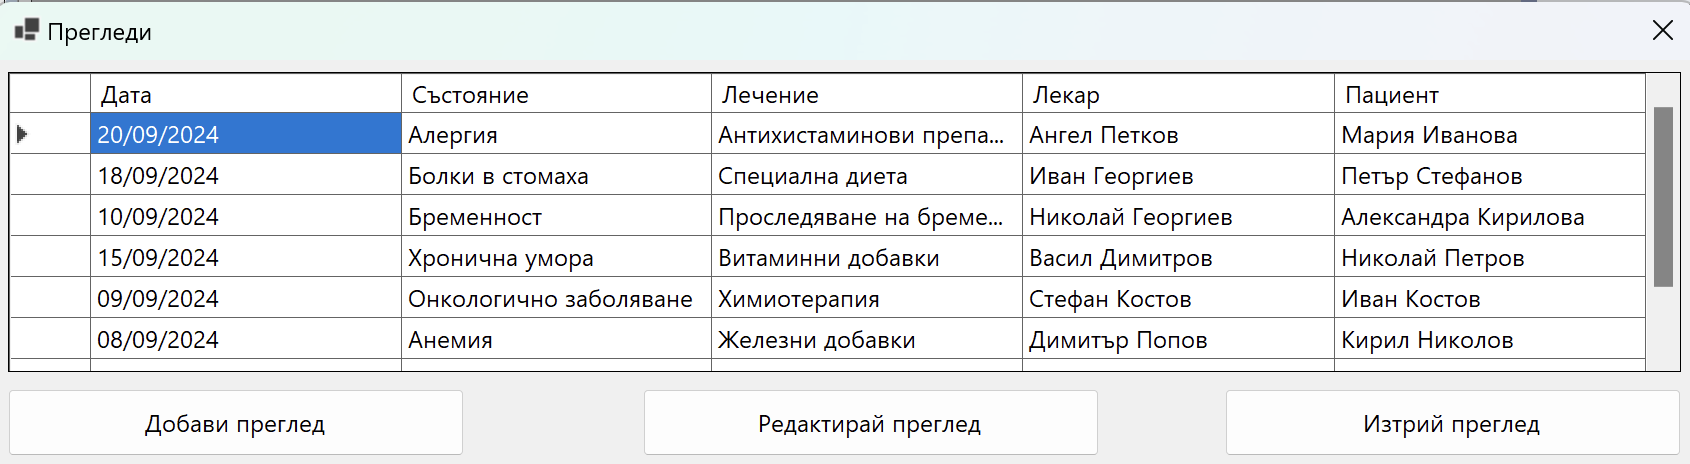 Прегледи
Дата Състояние Лечение Лекар Пациент
20/09/2024 Алергия Антихистаминови препа... Ангел Петков Мария Иванова
18/09/2024 Болки в стомаха Специална диета Иван Георгиев Петър Стефанов
10/09/2024 Бременност Проследяване на бреме... Николай Георгиев Александра Кирилова
15/09/2024 Хронична умора Витаминни добавки Васил Димитров Николай Петров
09/09/2024 Онкологично заболяване Химиотерапия Стефан Костов Иван Костов
08/09/2024 Анемия Железни добавки Димитър Попов Кирил Николов
Добави преглед Редактирай преглед Изтрий преглед